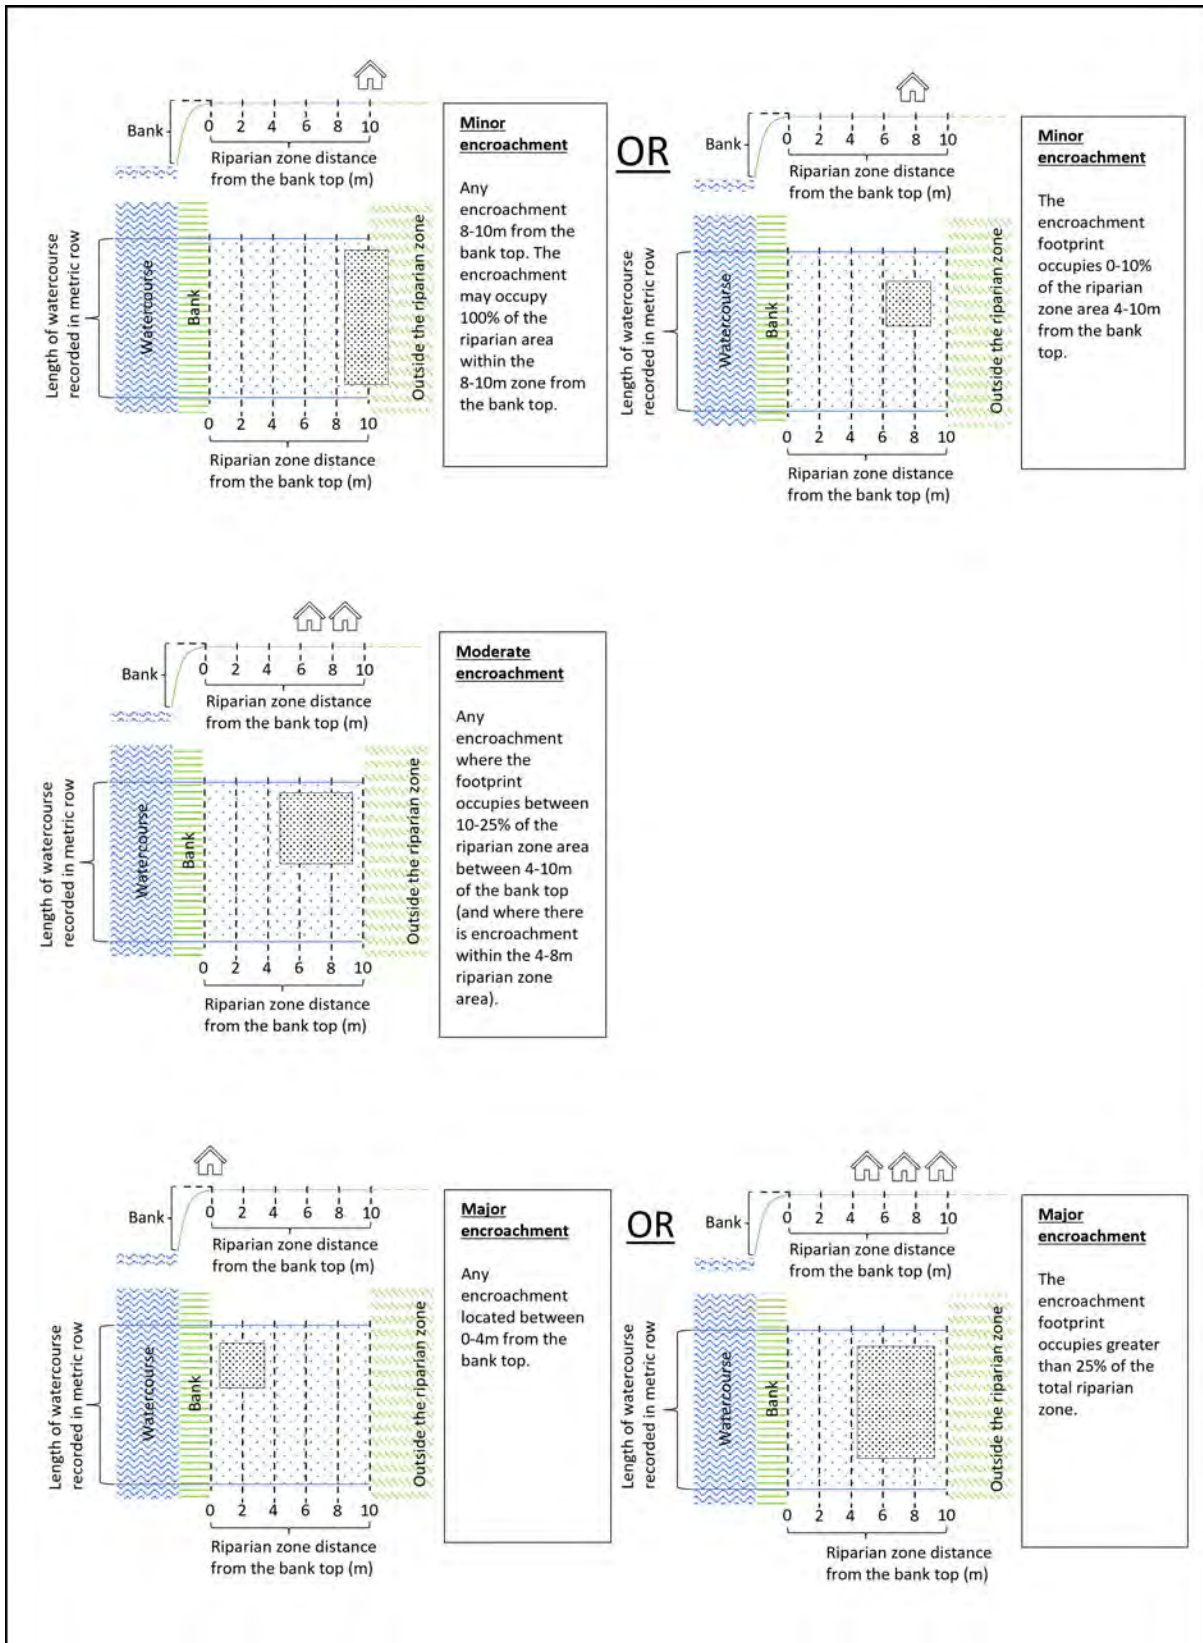 Bank
0 2 4 6 8 10
Riparian zone distance
from the bank top (m)
Length of watercourse
recorded in metric row
Watercourse
Bank
Outside the riparian zone
0 2 4 6 8 10
Riparian zone distance
from the bank top (m)
Minor
encroachment
Any
encroachment
8-10m from the
bank top. The
encroachment
may occupy
100% of the
riparian area
within the
8-10m zone from
the bank top.
OR
Bank
0 2 4 6 8 10
Riparian zone distance
from the bank top (m)
Length of watercourse
recorded in metric row
Watercourse
Bank
Outside the riparian zone
0 2 4 6 8 10
Riparian zone distance
from the bank top (m)
Minor
encroachment
The
encroachment
footprint
occupies 0-10%
of the riparian
zone area 4-10m
from the bank
top.
Bank
0 2 4 6 8 10
Riparian zone distance
from the bank top (m)
Length of watercourse
recorded in metric row
Watercourse
Bank
Outside the riparian zone
0 2 4 6 8 10
Riparian zone distance
from the bank top (m)
Moderate
encroachment
Any
encroachment
where the
footprint
occupies between
10-25% of the
riparian zone area
between 4-10m
of the bank top
(and where there
is encroachment
within the 4-8m
riparian zone
area).
Bank
0 2 4 6 8 10
Riparian zone distance
from the bank top (m)
Length of watercourse
recorded in metric row
Watercourse
Bank
Outside the riparian zone
0 2 4 6 8 10
Riparian zone distance
from the bank top (m)
Major
encroachment
Any
encroachment
located between
0-4m from the
bank top.
OR
Bank
0 2 4 6 8 10
Riparian zone distance
from the bank top (m)
Length of watercourse
recorded in metric row
Watercourse
Bank
Outside the riparian zone
0 2 4 6 8 10
Riparian zone distance
from the bank top (m)
Major
encroachment
The
encroachment
footprint
occupies greater
than 25% of the
total riparian
zone.